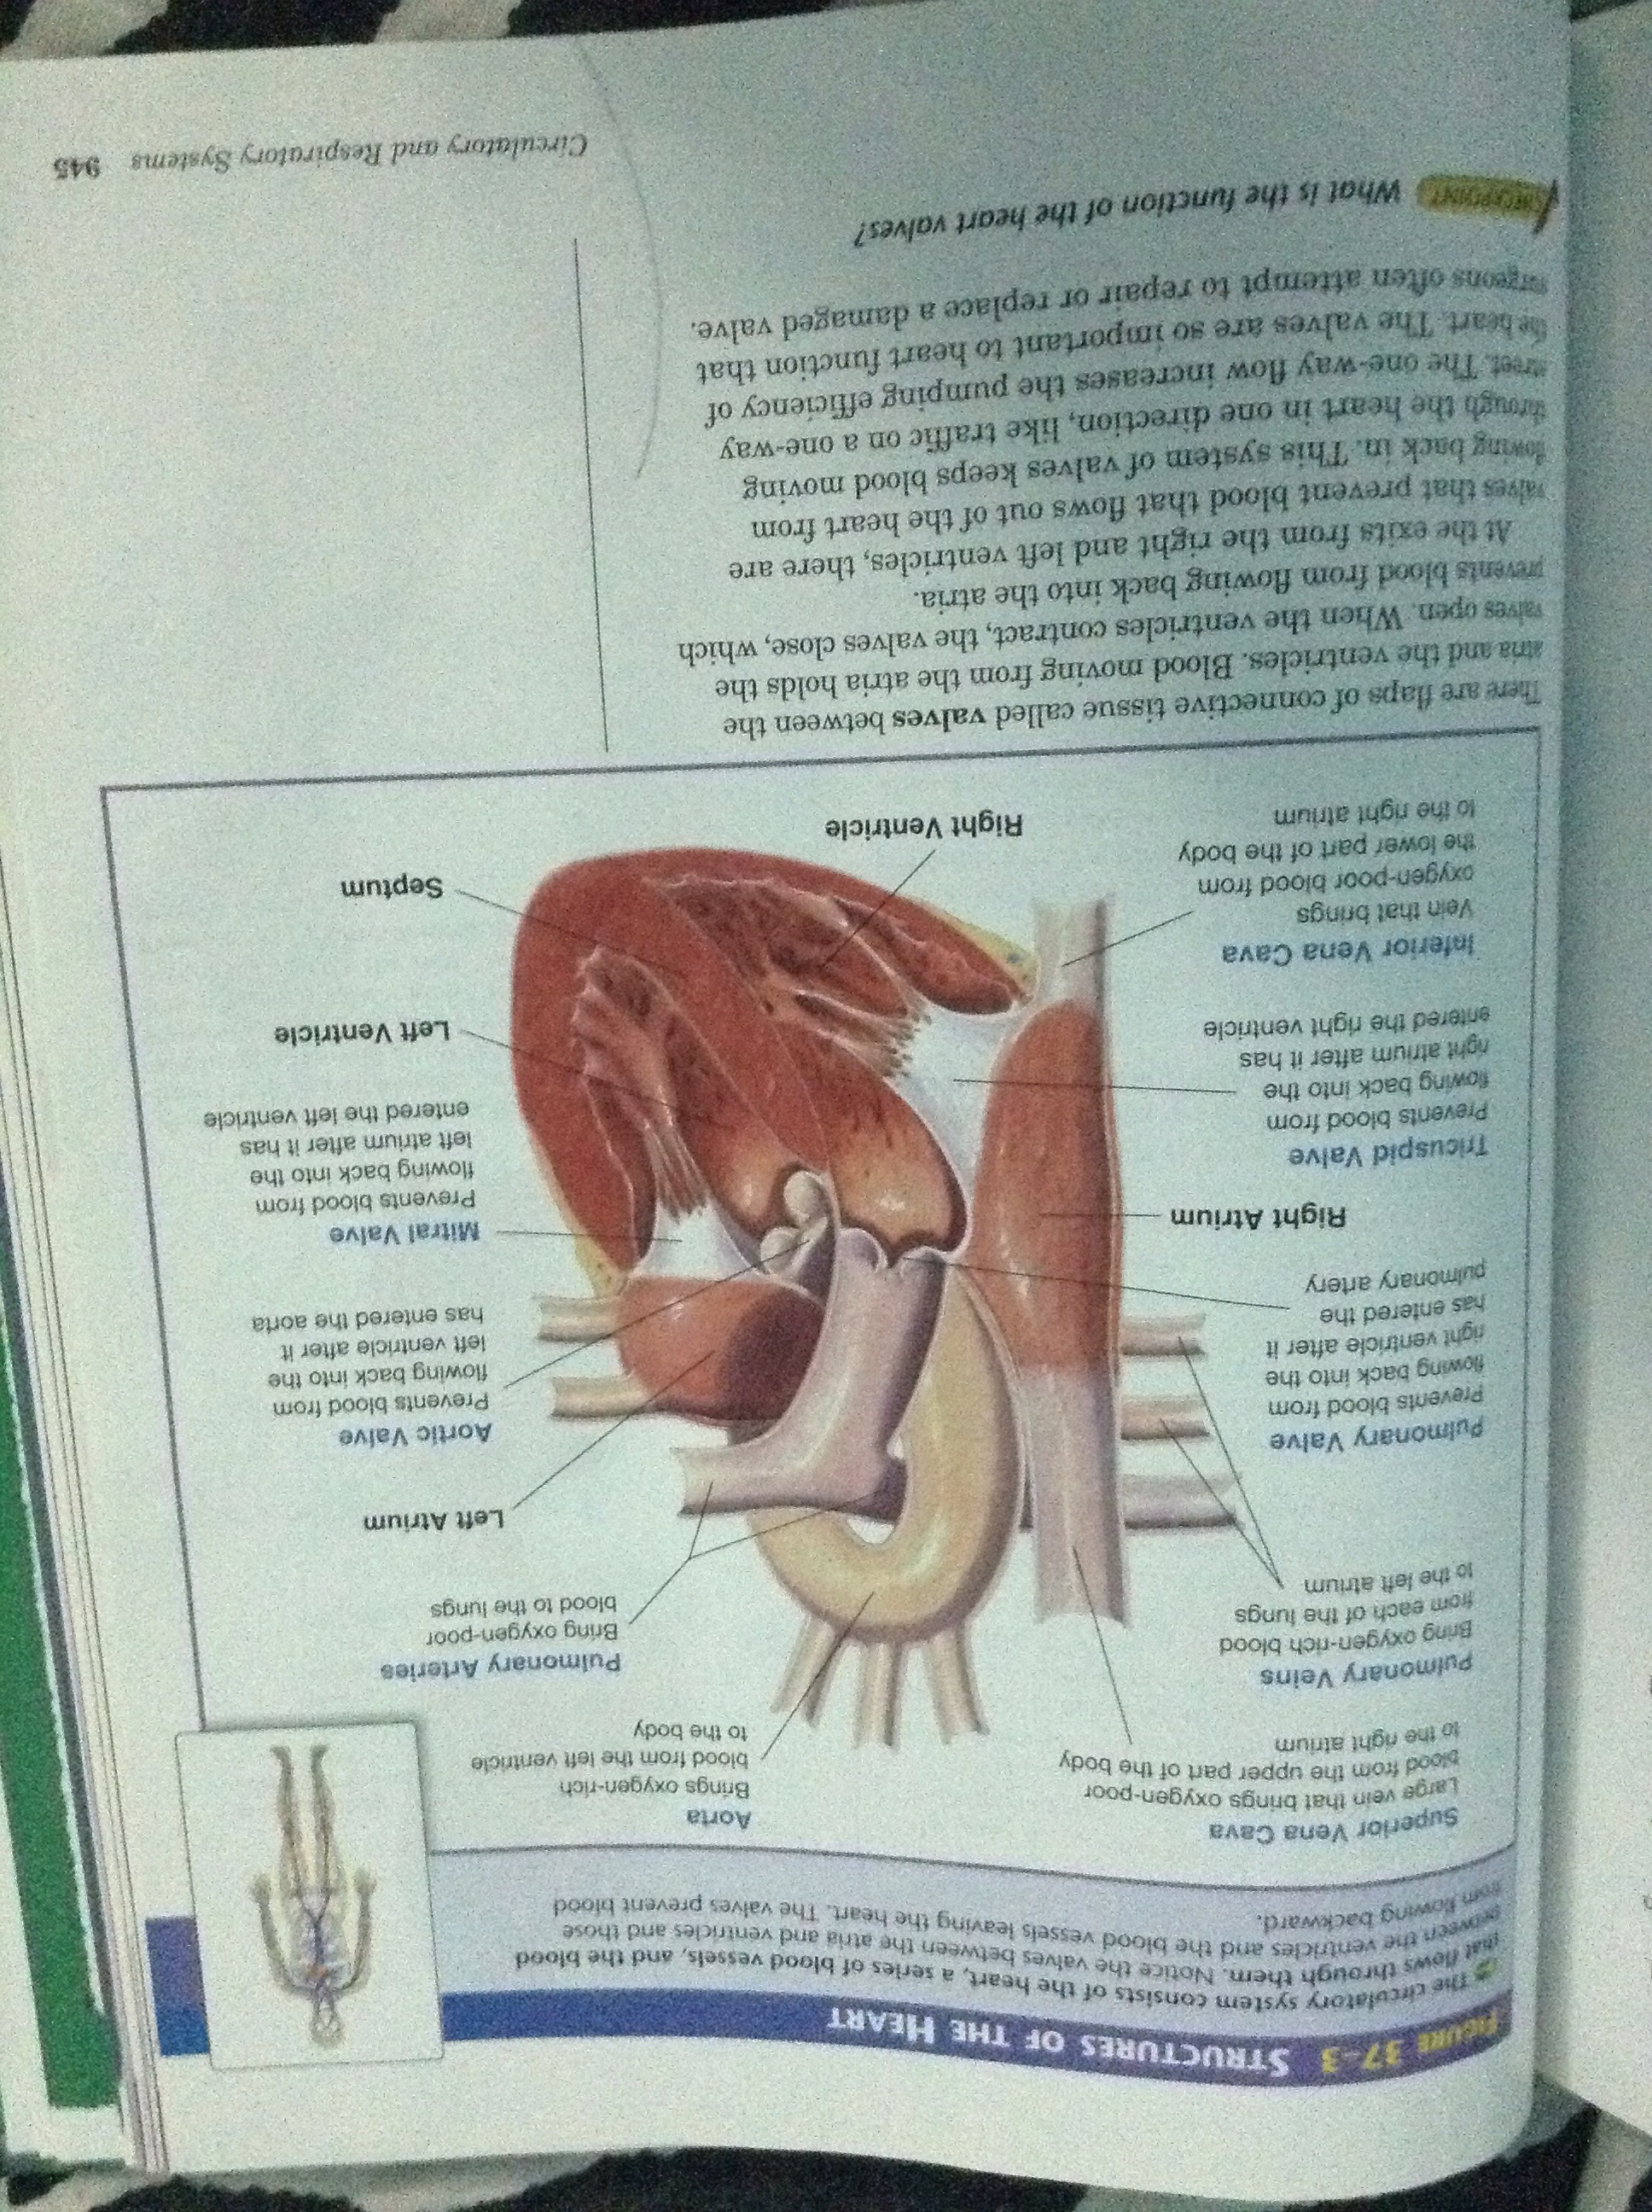 FIGURE 37–3 STRUCTURES OF THE HEART
The circulatory system consists of the heart, a series of blood vessels, and the blood
that flows through them. Notice the valves between the atria and ventricles and those
between the ventricles and the blood vessels leaving the heart. The valves prevent blood
from flowing backward.
Superior Vena Cava
Large vein that brings oxygen-poor
blood from the upper part of the body
to the right atrium
Pulmonary Veins
Bring oxygen-rich blood
from each of the lungs
to the left atrium
Pulmonary Valve
Prevents blood from
flowing back into the
right ventricle after it
has entered the
pulmonary artery
Right Atrium
Tricuspid Valve
Prevents blood from
flowing back into the
right atrium after it has
entered the right ventricle
Inferior Vena Cava
Vein that brings
oxygen-poor blood from
the lower part of the body
to the right atrium
Aorta
Brings oxygen-rich
blood from the left ventricle
to the body
Pulmonary Arteries
Bring oxygen-poor
blood to the lungs
Left Atrium
Aortic Valve
Prevents blood from
flowing back into the
left ventricle after it
has entered the aorta
Mitral Valve
Prevents blood from
flowing back into the
left atrium after it has
entered the left ventricle
Left Ventricle
Septum
Right Ventricle
There are flaps of connective tissue called valves between the
atria and the ventricles. Blood moving from the atria holds the
valves open. When the ventricles contract, the valves close, which
prevents blood from flowing back into the atria.
At the exits from the right and left ventricles, there are
valves that prevent blood that flows out of the heart from
flowing back in. This system of valves keeps blood moving
through the heart in one direction, like traffic on a one-way
street. The one-way flow increases the pumping efficiency of
the heart. The valves are so important to heart function that
surgeons often attempt to repair or replace a damaged valve.
CHECKPOINT What is the function of the heart valves?
Circulatory and Respiratory Systems 945